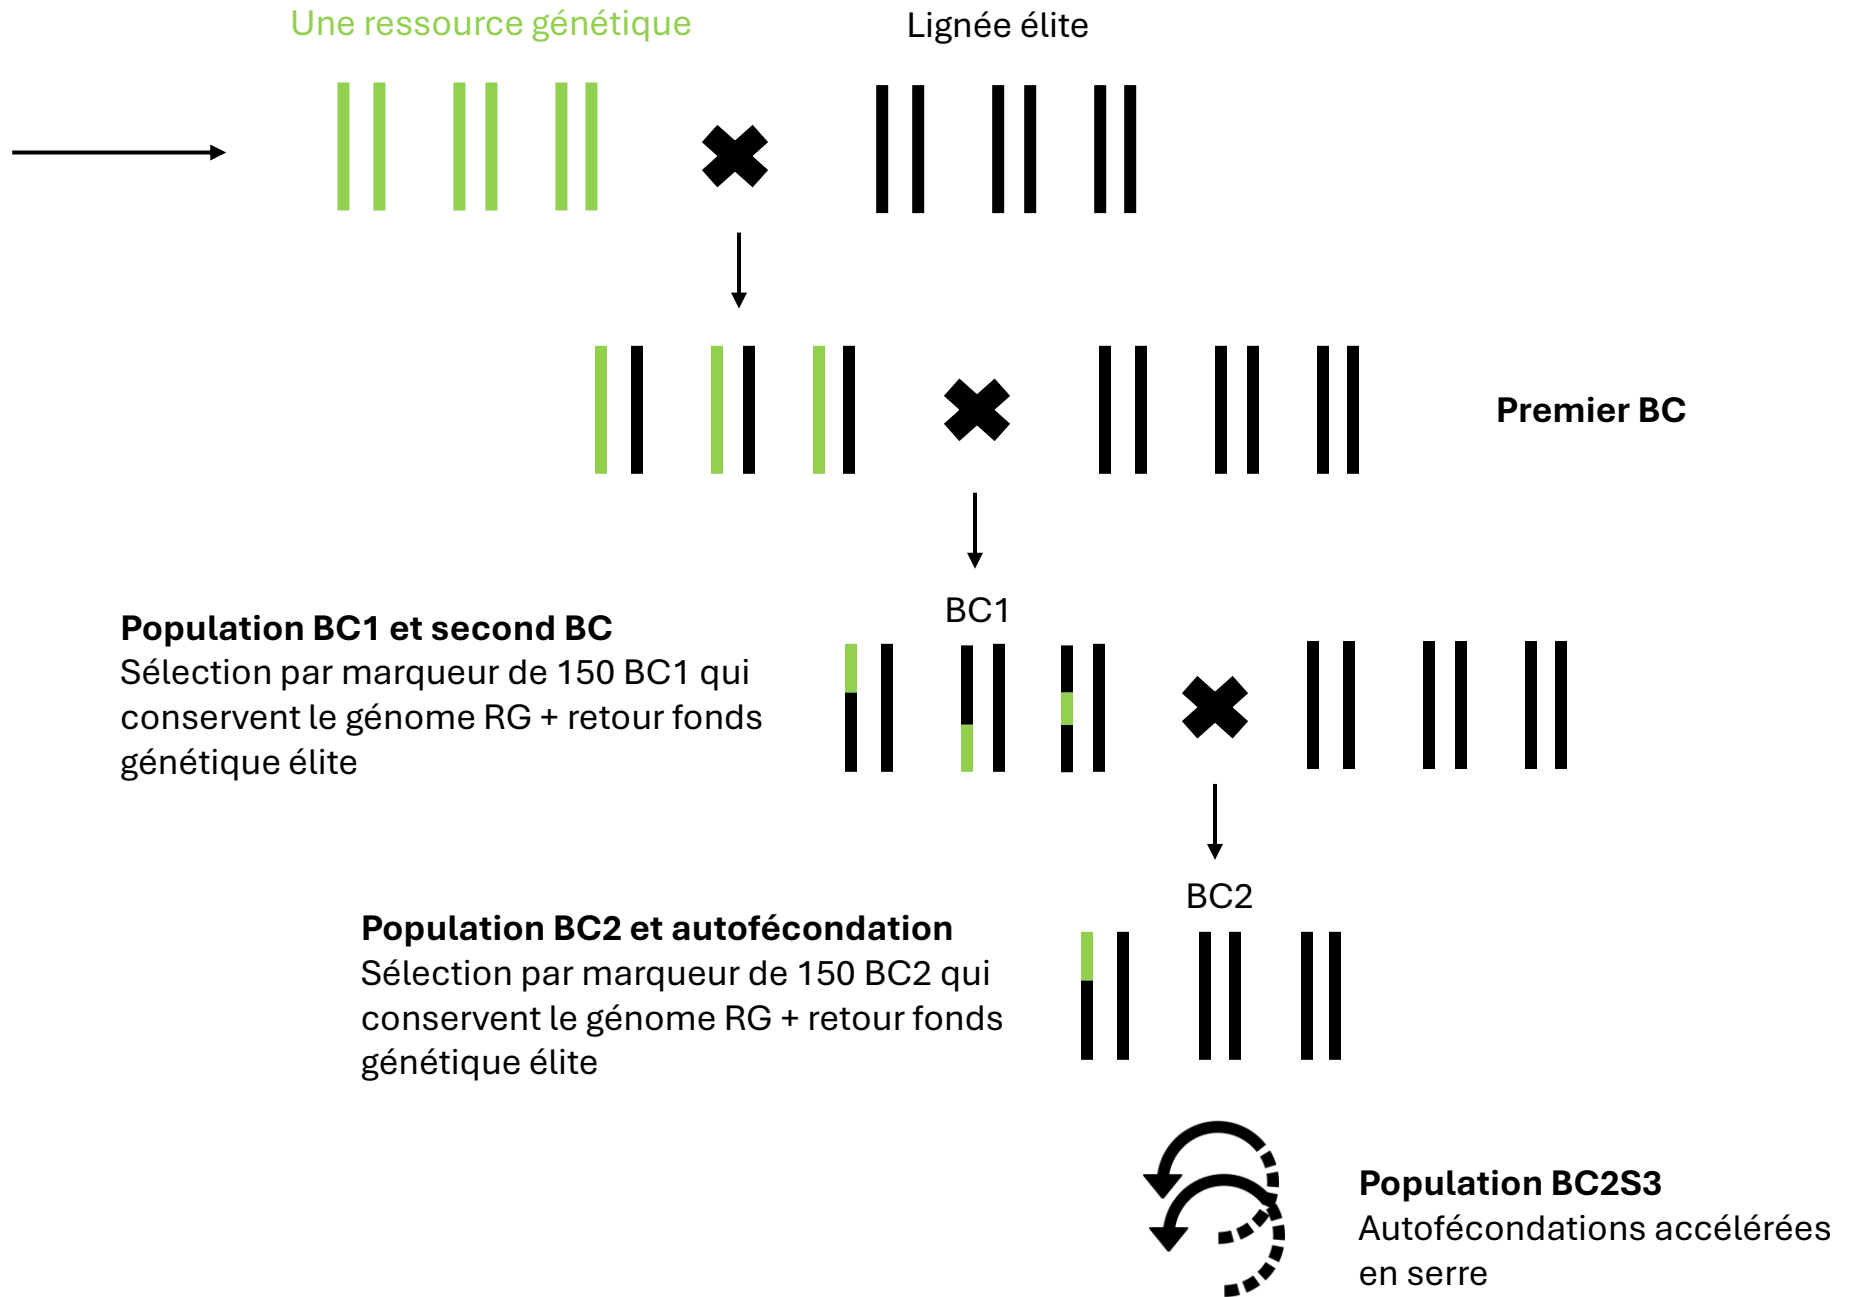 Une ressource génétique
Lignée élite
Premier BC
BC1
Population BC1 et second BC
Sélection par marqueur de 150 BC1 qui
conservent le génome RG + retour fonds
génétique élite
BC2
Population BC2 et autofécondation
Sélection par marqueur de 150 BC2 qui
conservent le génome RG + retour fonds
génétique élite
Population BC2S3
Autofécondations accélérées
en serre